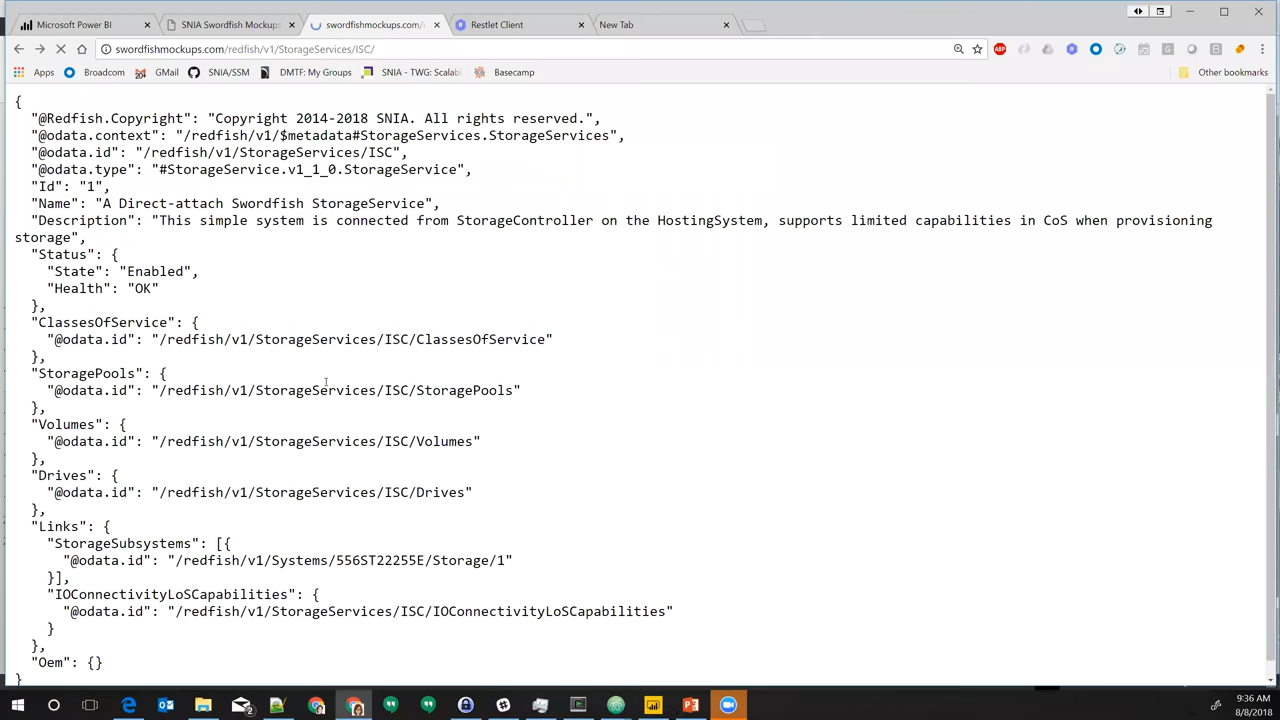 Microsoft Power BI
SNIA Swordfish Mockups
swordfishmockups.com/
Restlet Client
New Tab
swordfishmockups.com/redfish/v1/StorageServices/ISC/
Apps
Broadcom
GMail
SNIA/SSM
DMTF: My Groups
SNIA - TWG: Scalabl
Basecamp
Other bookmarks
{
"@Redfish.Copyright": "Copyright 2014-2018 SNIA. All rights reserved.",
"@odata.context": "/redfish/v1/$metadata#StorageServices.StorageServices",
"@odata.id": "/redfish/v1/StorageServices/ISC",
"@odata.type": "#StorageService.v1_1_0.StorageService",
"Id": "1",
"Name": "A Direct-attach Swordfish StorageService",
"Description": "This simple system is connected from StorageController on the HostingSystem, supports limited capabilities in CoS when provisioning
storage",
"Status": {
"State": "Enabled",
"Health": "OK"
},
"ClassesOfService": {
"@odata.id": "/redfish/v1/StorageServices/ISC/ClassesOfService"
},
"StoragePools": {
"@odata.id": "/redfish/v1/StorageServices/ISC/StoragePools"
},
"Volumes": {
"@odata.id": "/redfish/v1/StorageServices/ISC/Volumes"
},
"Drives": {
"@odata.id": "/redfish/v1/StorageServices/ISC/Drives"
},
"Links": {
"StorageSubsystems": [{
"@odata.id": "/redfish/v1/Systems/556ST22255E/Storage/1"
}],
"IOConnectivityLoSCapabilities": {
"@odata.id": "/redfish/v1/StorageServices/ISC/IOConnectivityLoSCapabilities"
}
},
"Oem": {}
}
9:36 AM
8/8/2018